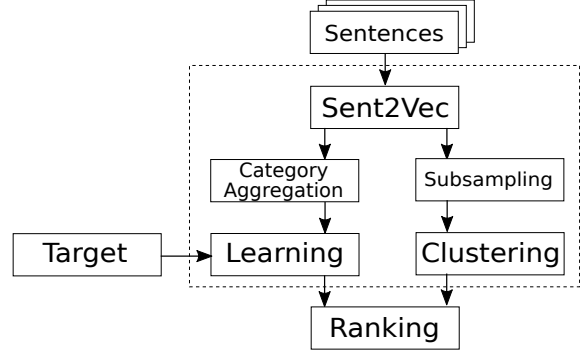 Sentences
Sent2Vec
Category
Aggregation
Subsampling
Target
Learning
Clustering
Ranking